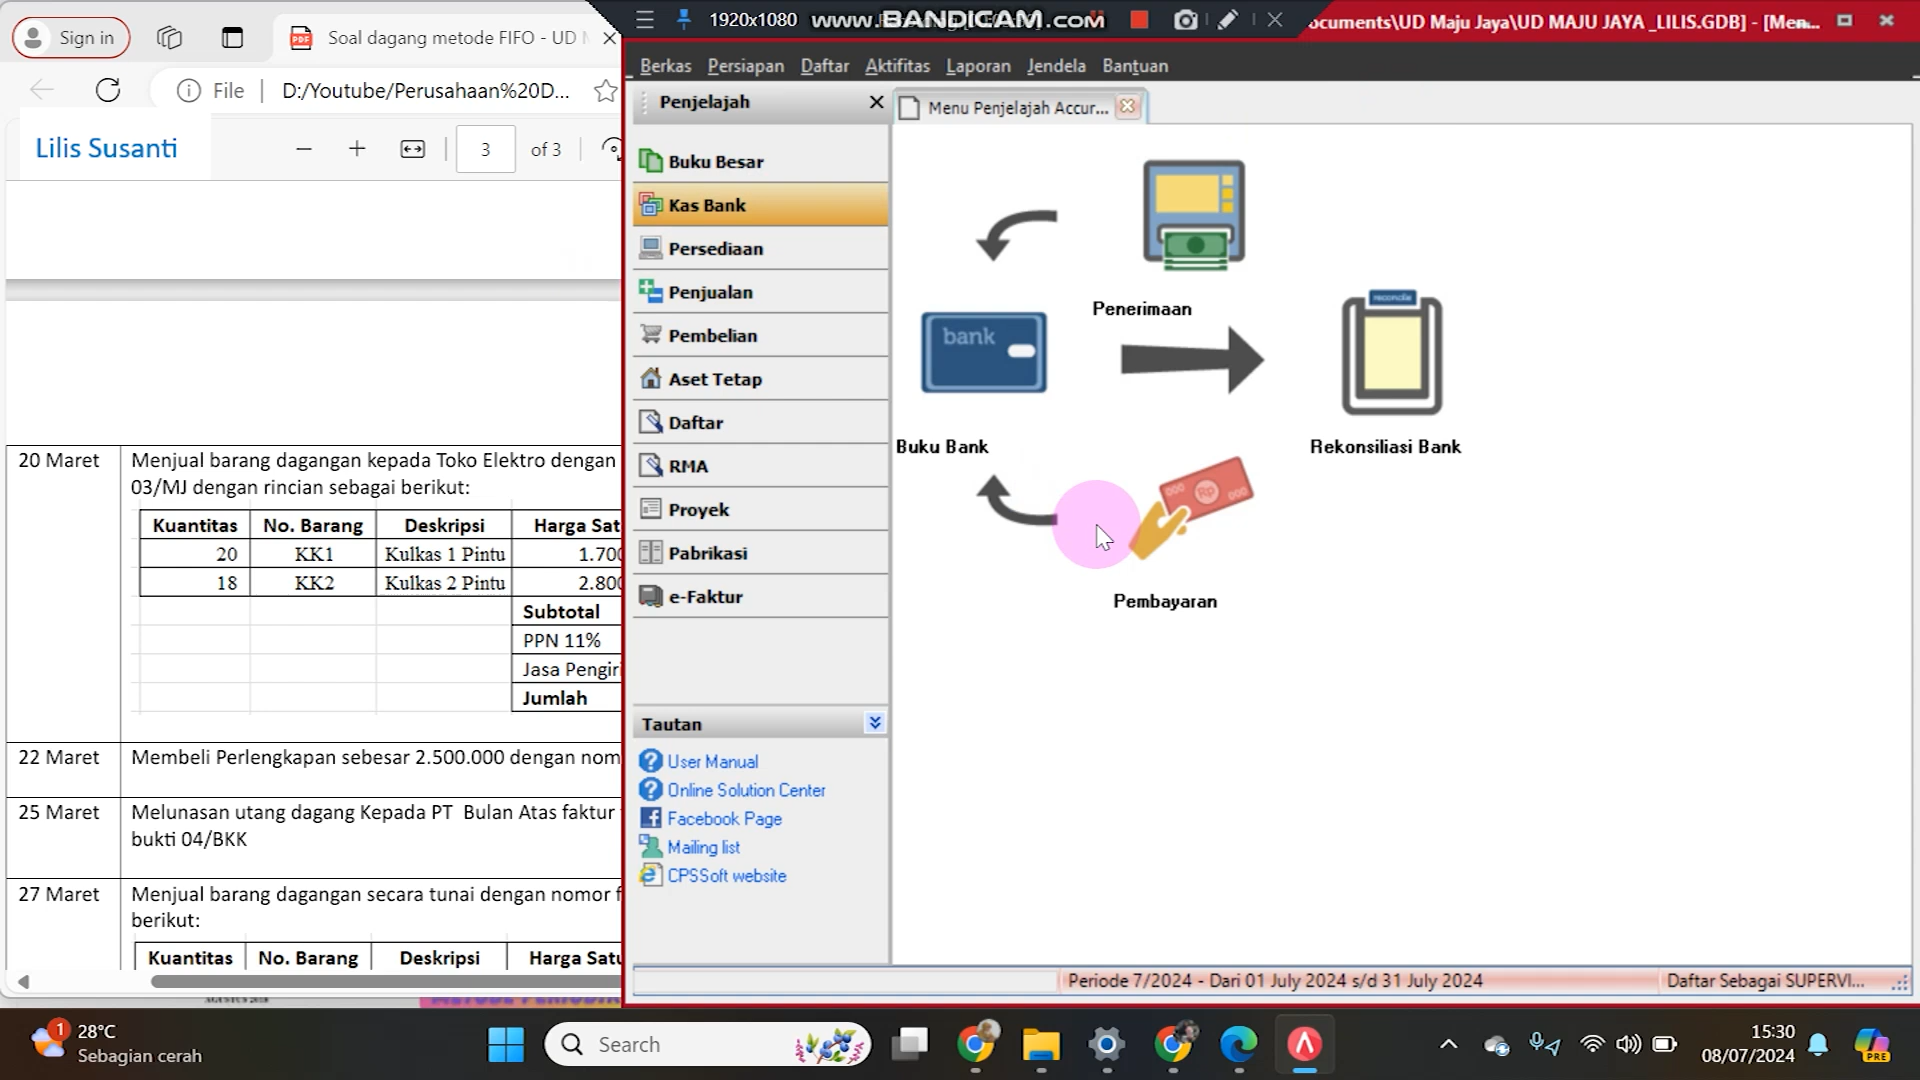 Sign in
Soal dagang metode FIFO - UD
1920x1080
www.BANDICAM.com
ocuments\UD Maju Jaya\UD MAJU JAYA _LILIS.GDB] - [Men...
File
D:/Youtube/Perusahaan%20D...
Berkas Persiapan Daftar Aktifitas Laporan Jendela Bantuan
Lilis Susanti
3 of 3
Penjelajah
Menu Penjelajah Accur...
Buku Besar
Kas Bank
Persediaan
Penjualan
Pembelian
Aset Tetap
Daftar
RMA
Proyek
Pabrikasi
e-Faktur
Penerimaan
reconcile
bank
Buku Bank
Rekonsiliasi Bank
Rp
Pembayaran
20 Maret
Menjual barang dagangan kepada Toko Elektro dengan
03/MJ dengan rincian sebagai berikut:
Kuantitas No. Barang Deskripsi Harga Sat
20 KK1 Kulkas 1 Pintu 1.700
18 KK2 Kulkas 2 Pintu 2.800
Subtotal
PPN 11%
Jasa Pengiri
Jumlah
22 Maret
Membeli Perlengkapan sebesar 2.500.000 dengan nom
25 Maret
Melunasan utang dagang Kepada PT Bulan Atas faktur
bukti 04/BKK
27 Maret
Menjual barang dagangan secara tunai dengan nomor f
berikut:
Kuantitas No. Barang Deskripsi Harga Satu
Tautan
User Manual
Online Solution Center
Facebook Page
Mailing list
CPSSoft website
Periode 7/2024 - Dari 01 July 2024 s/d 31 July 2024
Daftar Sebagai SUPERVI...
1
28°C
Sebagian cerah
Search
15:30
08/07/2024
PRE